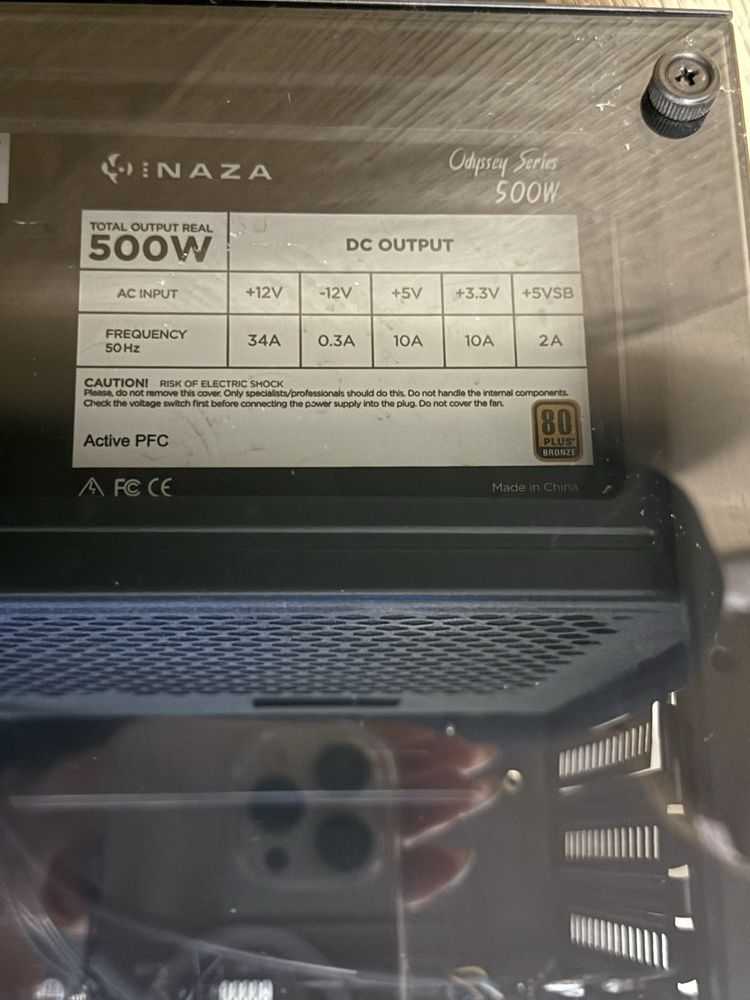 INAZA
Odyssey Series
500W
TOTAL OUTPUT REAL
500W
DC OUTPUT
AC INPUT
+12V
-12V
+5V
+3.3V
+5VSB
FREQUENCY
50Hz
34A
0.3A
10A
10A
2A
CAUTION! RISK OF ELECTRIC SHOCK
Please, do not remove this cover. Only specialists/professionals should do this. Do not handle the internal components.
Check the voltage switch first before connecting the power supply into the plug. Do not cover the fan.
Active PFC
80
PLUS®
BRONZE
FC CE
Made in China